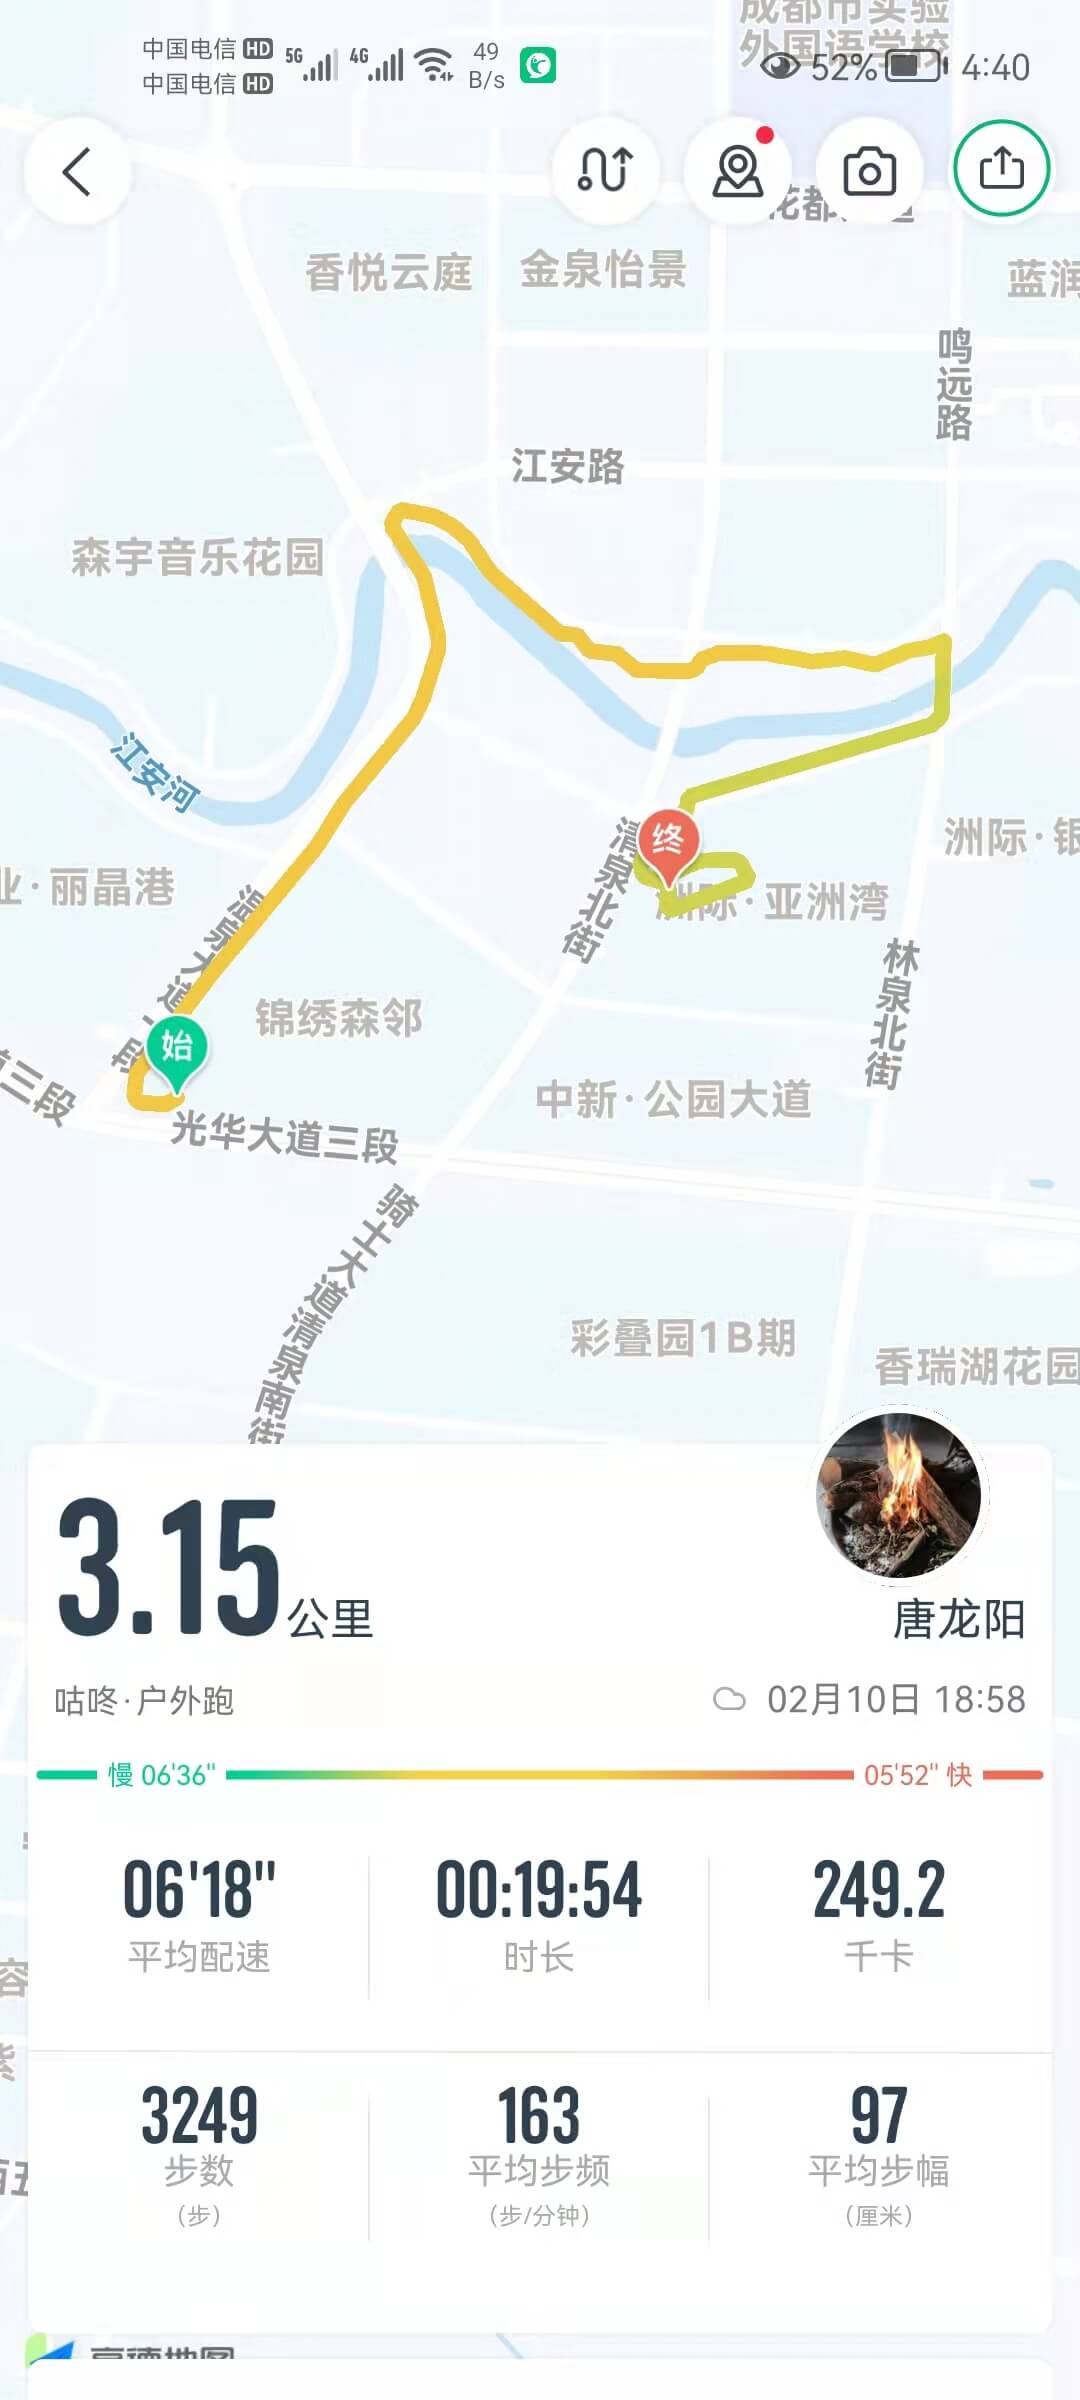 成都市实验
外国语学校
中国电信 HD 5G 4G 49 B/s 52% 4:40
中国电信 HD
香悦云庭
金泉怡景
蓝润
鸣远路
江安路
森宇音乐花园
江安河
清泉北街
终
洲际·银
业·丽晶港
洲际·亚洲湾
温泉大道一段
林泉北街
锦绣森邻
始
道三段
中新·公园大道
光华大道三段
骑士大道清泉南街
彩叠园1B期
香瑞湖花园
3.15公里
唐龙阳
咕咚·户外跑
02月10日 18:58
慢 06'36"
05'52" 快
06'18"
00:19:54
249.2
平均配速
时长
千卡
3249
163
97
步数
平均步频
平均步幅
(步)
(步/分钟)
(厘米)
高德地图